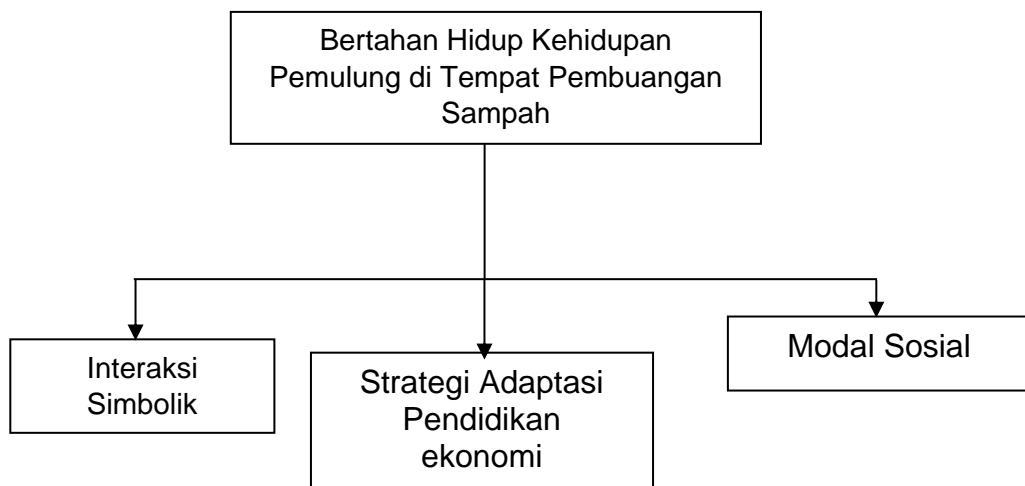 Bertahan Hidup Kehidupan
Pemulung di Tempat Pembuangan
Sampah
Interaksi
Simbolik
Strategi Adaptasi
Pendidikan
ekonomi
Modal Sosial